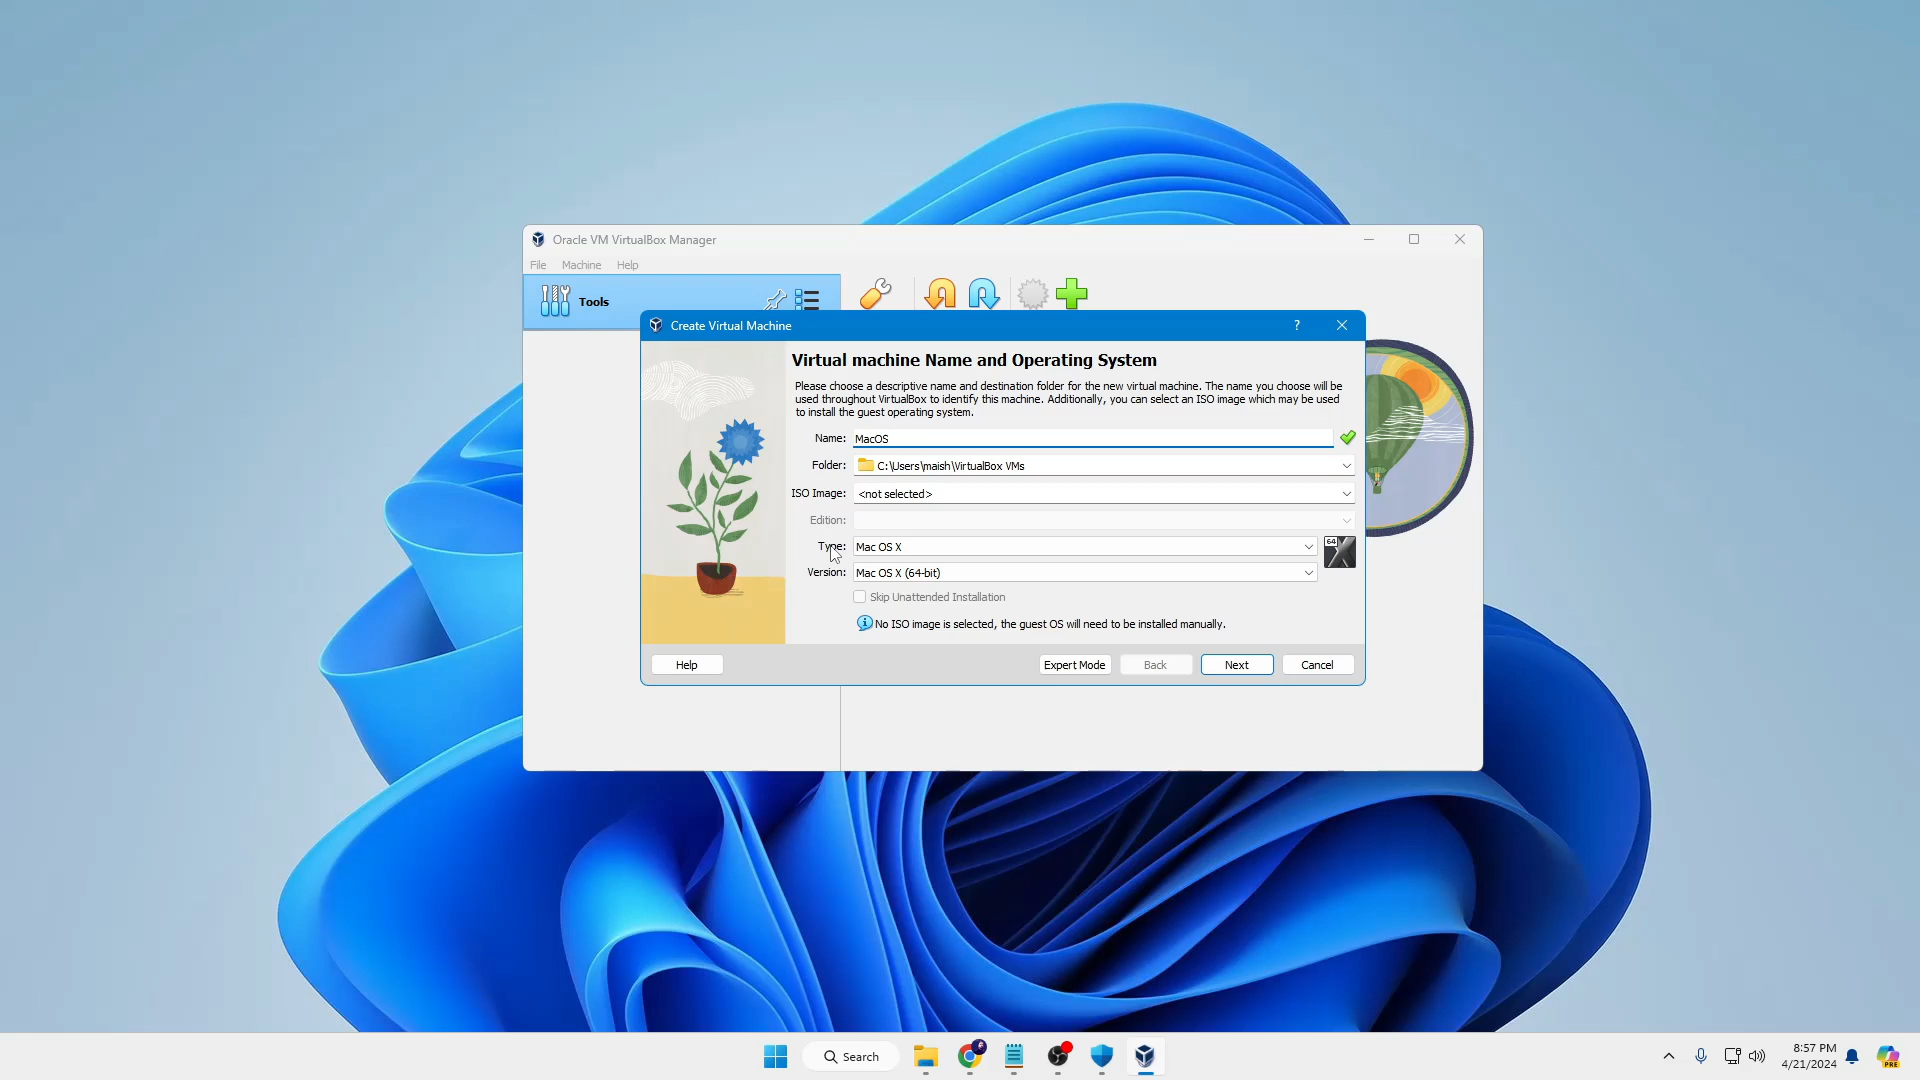 Oracle VM VirtualBox Manager
File Machine Help
Tools
Create Virtual Machine
?
Virtual machine Name and Operating System
Please choose a descriptive name and destination folder for the new virtual machine. The name you choose will be
used throughout VirtualBox to identify this machine. Additionally, you can select an ISO image which may be used
to install the guest operating system.
Name: MacOS
Folder: C:\Users\maish\VirtualBox VMs
ISO Image: <not selected>
Edition:
Type: Mac OS X
64
Version: Mac OS X (64-bit)
Skip Unattended Installation
No ISO image is selected, the guest OS will need to be installed manually.
Help Expert Mode Back Next Cancel
Search
8:57 PM
4/21/2024
PRE